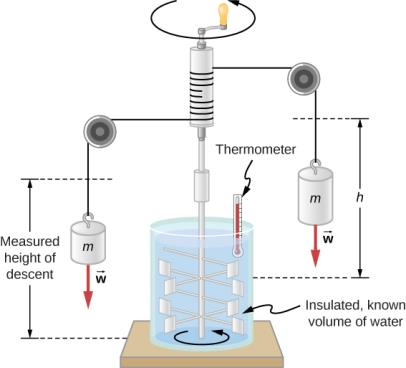 Thermometer
m
h
w
Measured
height of
descent
m
w
Insulated, known
volume of water